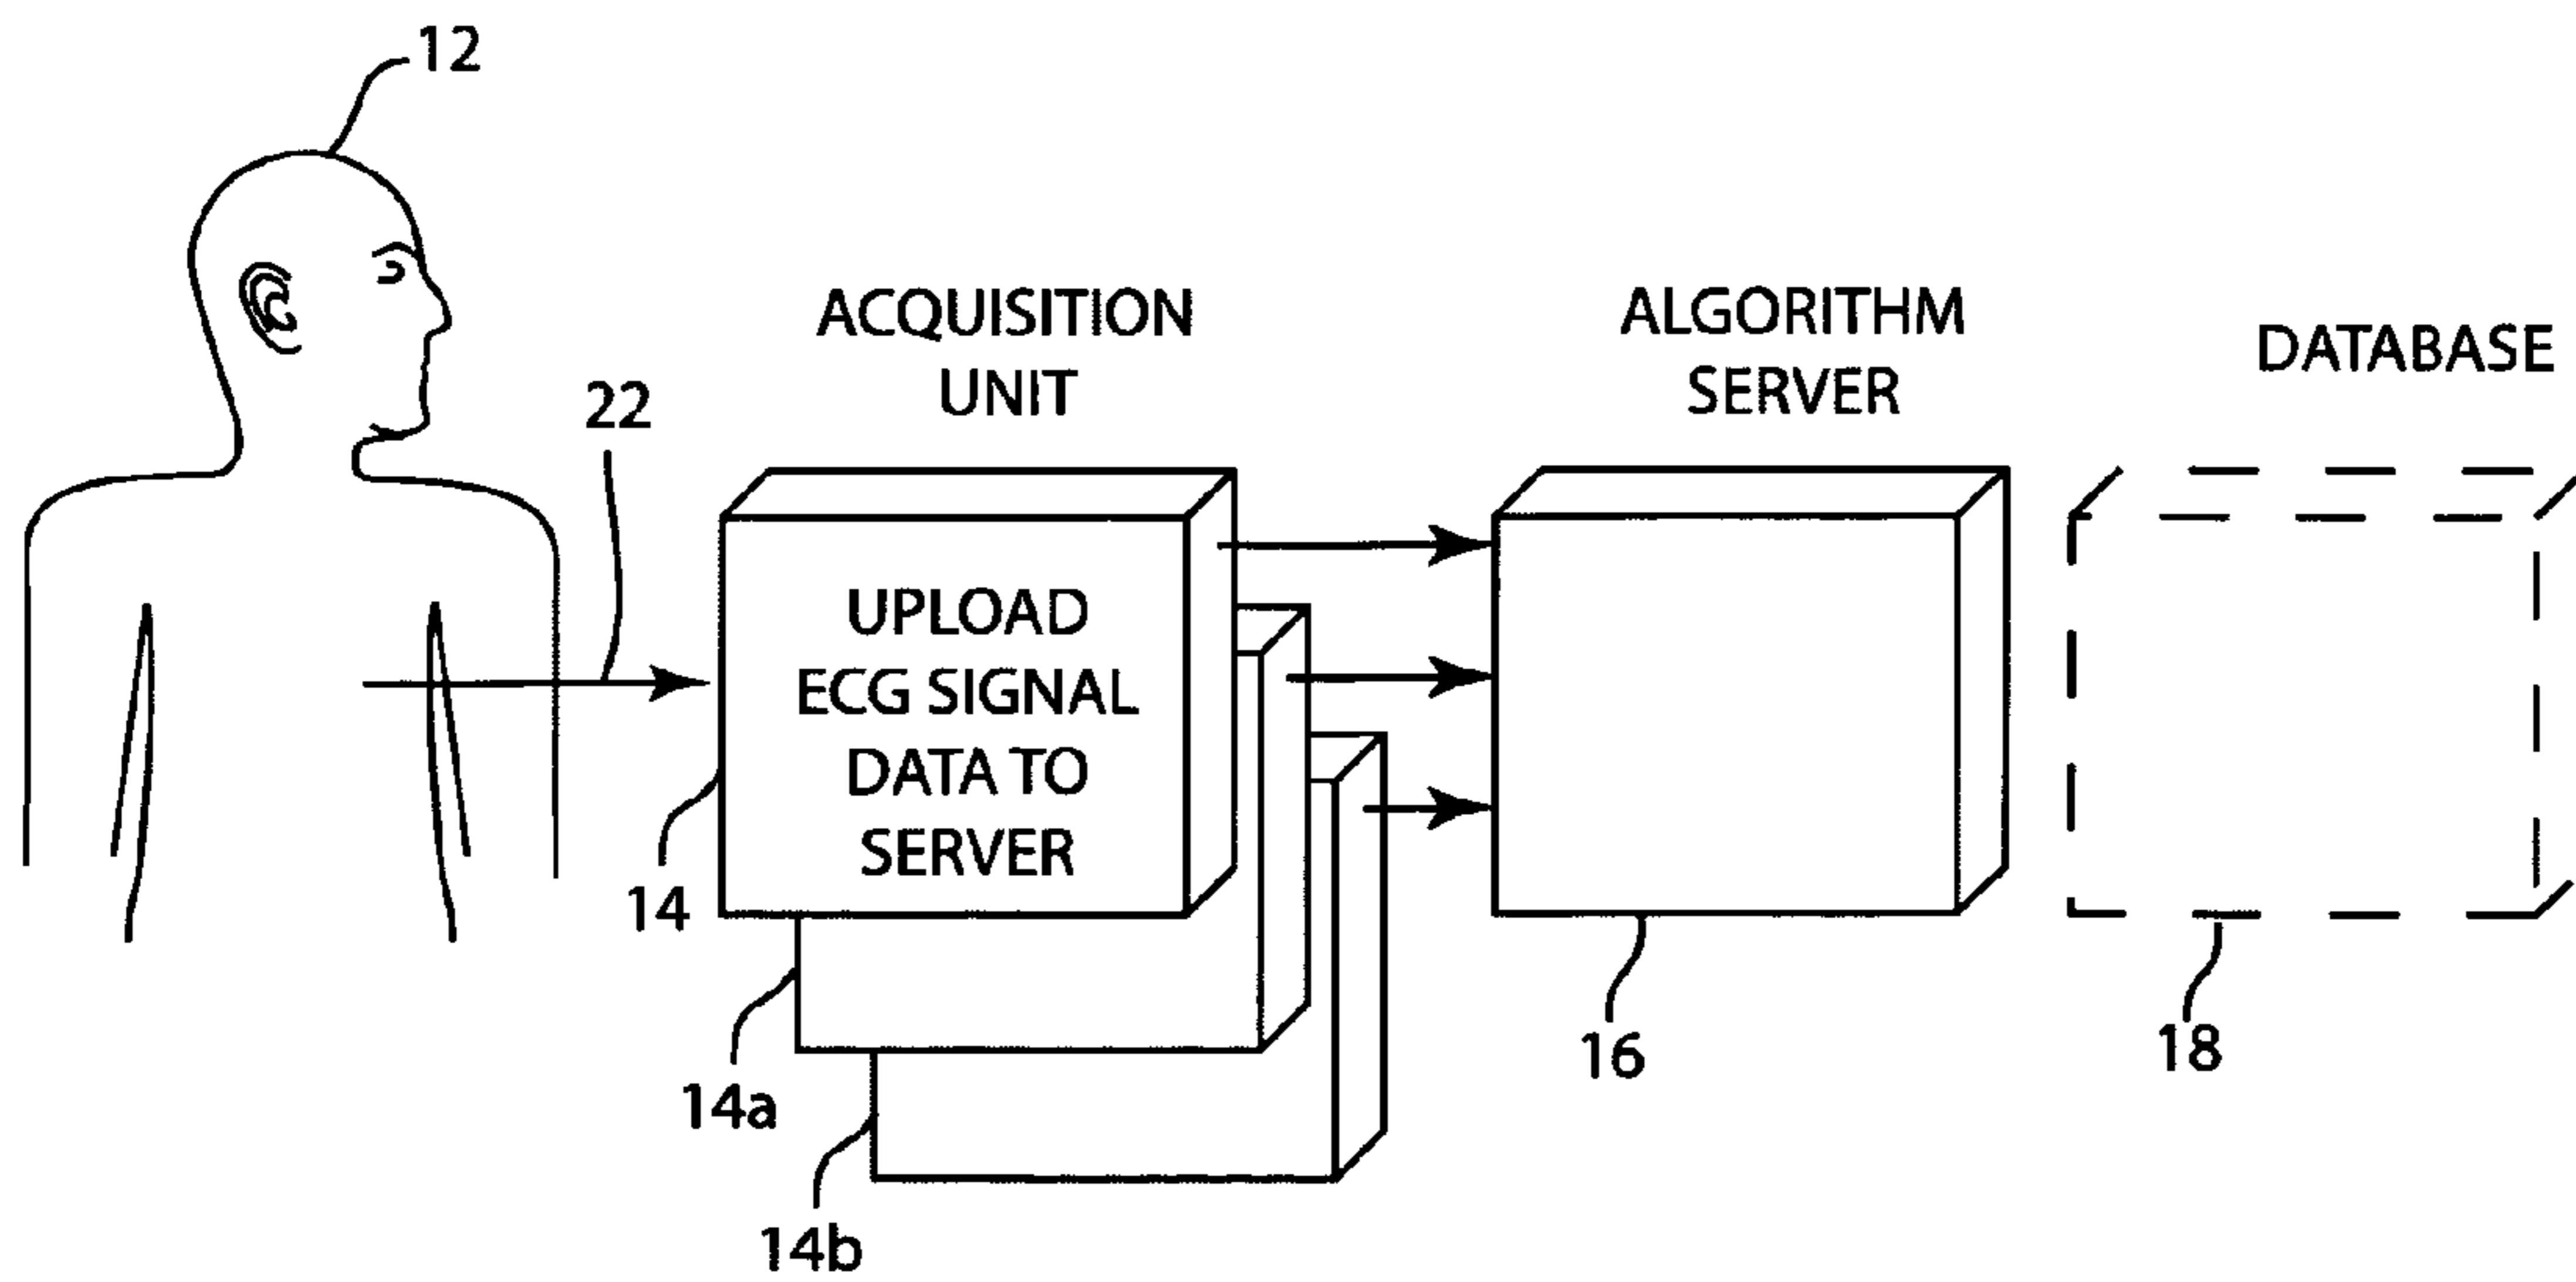 12
ACQUISITION
UNIT
ALGORITHM
SERVER
DATABASE
22
UPLOAD
ECG SIGNAL
DATA TO
SERVER
14
14a
14b
16
18